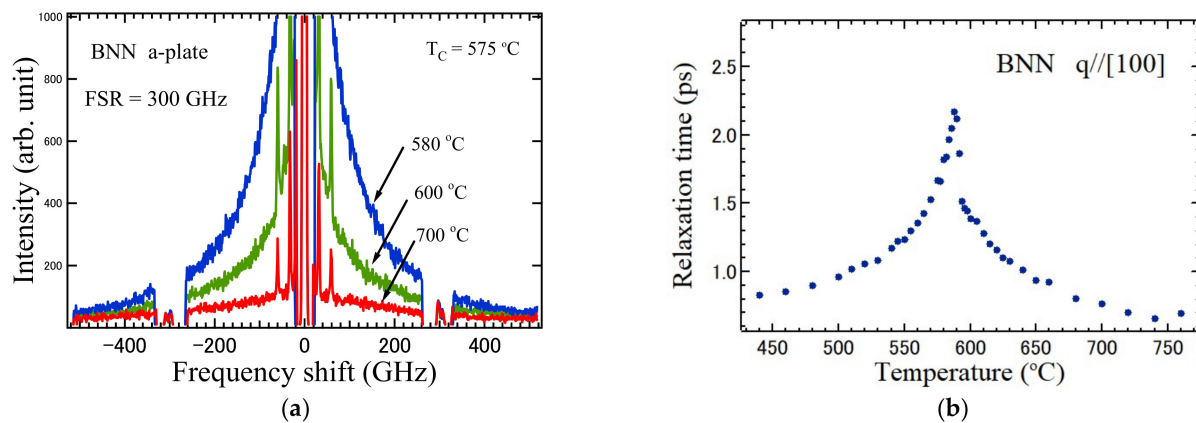 1000
800
600
400
200
−400
−200
0
200
400
Intensity (arb. unit)
Frequency shift (GHz)
BNN a-plate
FSR = 300 GHz
T_C = 575 °C
580 °C
600 °C
700 °C
(a)
2.5
2.0
1.5
1.0
450
500
550
600
650
700
750
Relaxation time (ps)
Temperature (°C)
BNN q//[100]
(b)